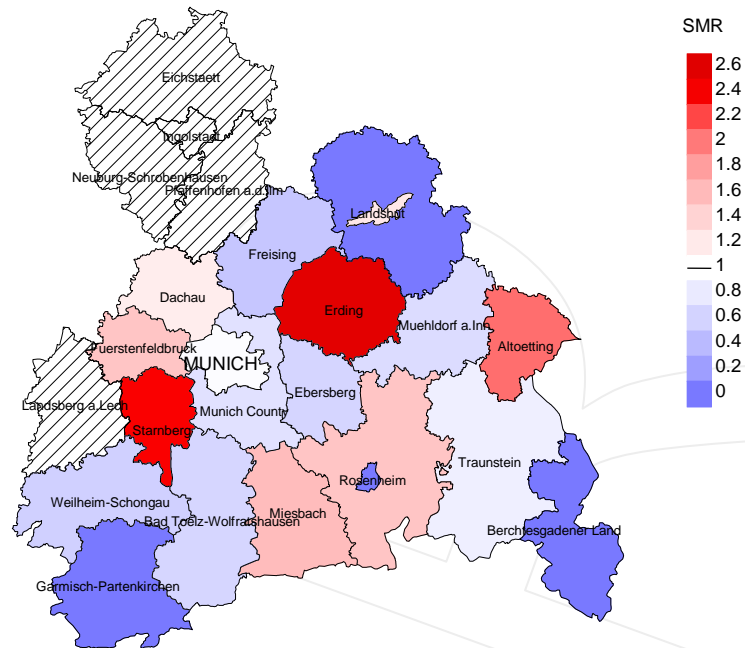 SMR
2.6
2.4
2.2
2
1.8
1.6
1.4
1.2
1
0.8
0.6
0.4
0.2
0
Eichstaett
Ingolstadt
Neuburg-Schrobenhausen
Pfaffenhofen a.d.Ilm
Landshut
Freising
Dachau
Erding
Muehldorf a.Inn
Altoetting
Fuerstenfeldbruck
MUNICH
Ebersberg
Landsberg a.Lech
Munich County
Starnberg
Traunstein
Rosenheim
Weilheim-Schongau
Miesbach
Bad Toelz-Wolfratshausen
Berchtesgadener Land
Garmisch-Partenkirchen